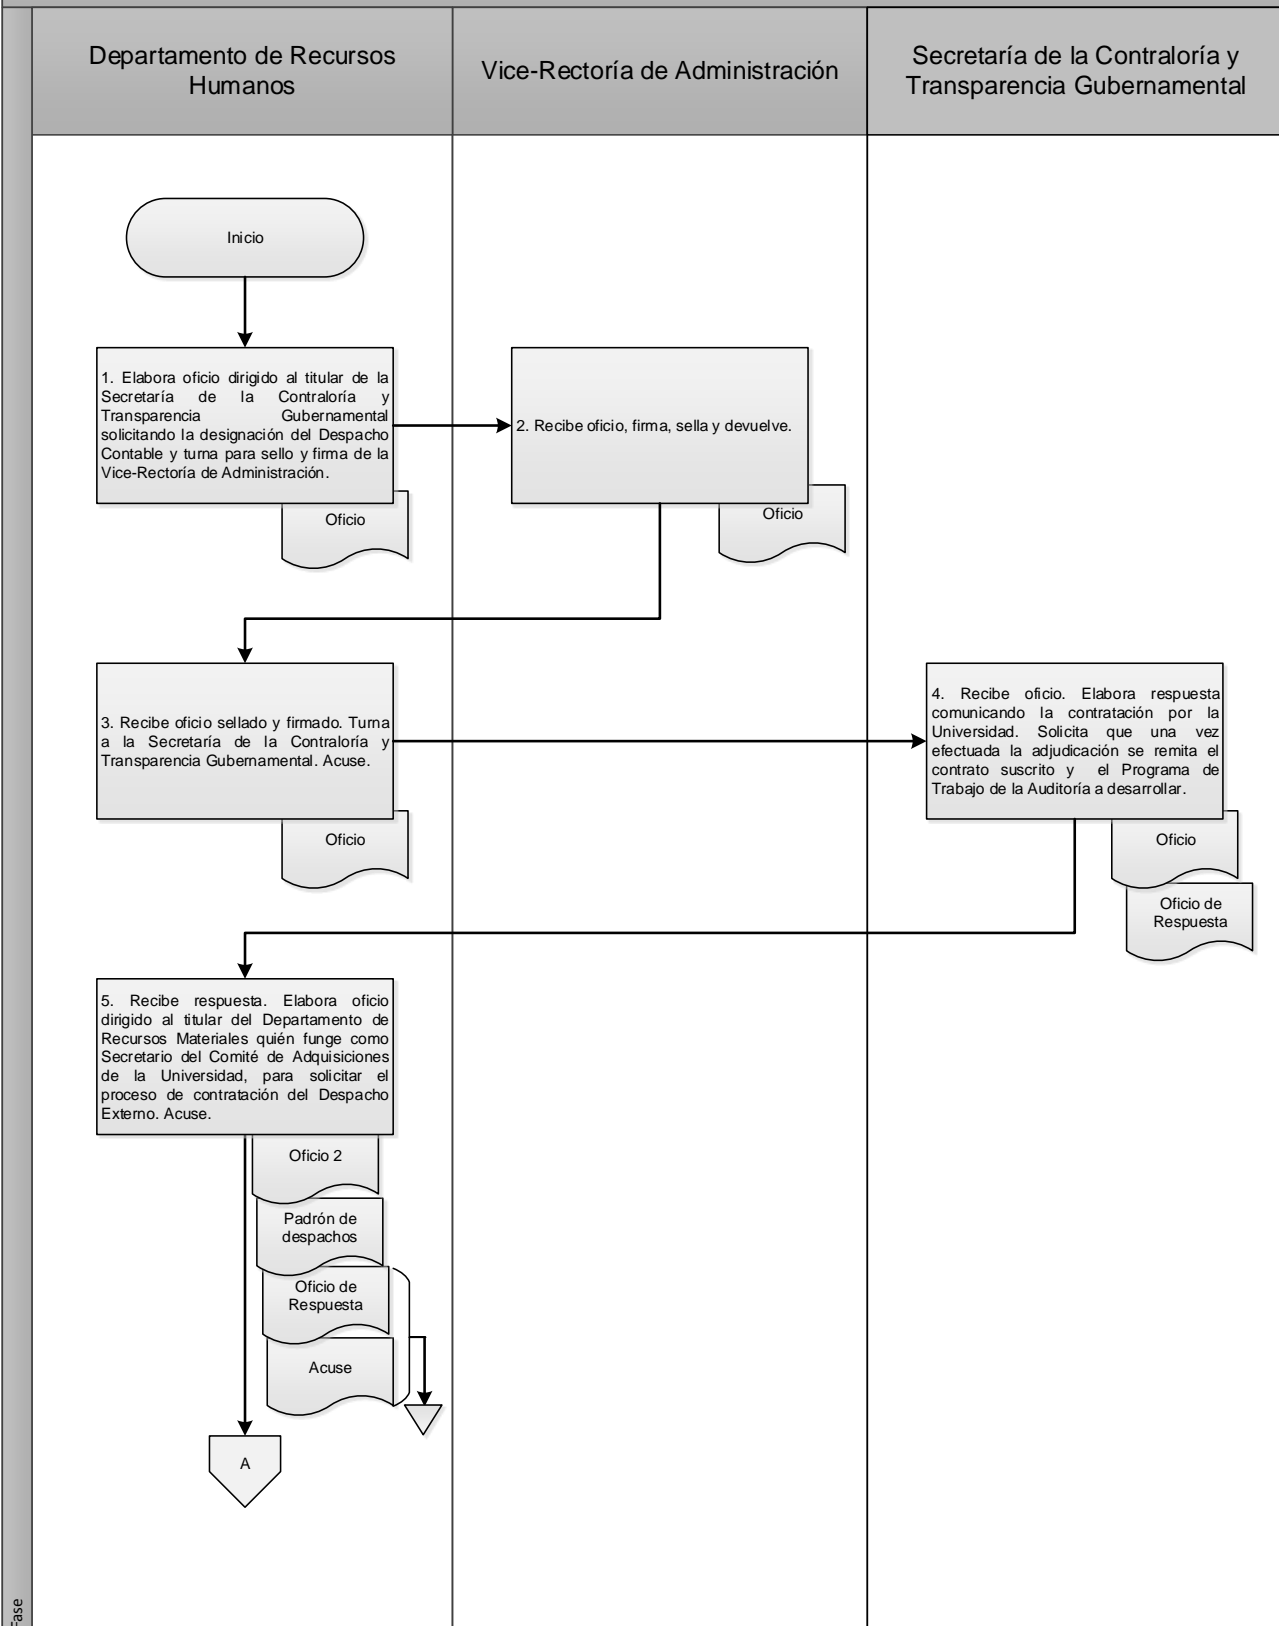 Departamento de Recursos
Humanos
Vice-Rectoría de Administración
Secretaría de la Contraloría y
Transparencia Gubernamental
Inicio
1. Elabora oficio dirigido al titular de la
Secretaría de la Contraloría y
Transparencia Gubernamental
solicitando la designación del Despacho
Contable y turna para sello y firma de la
Vice-Rectoría de Administración.
Oficio
2. Recibe oficio, firma, sella y devuelve.
Oficio
3. Recibe oficio sellado y firmado. Turna
a la Secretaría de la Contraloría y
Transparencia Gubernamental. Acuse.
Oficio
4. Recibe oficio. Elabora respuesta
comunicando la contratación por la
Universidad. Solicita que una vez
efectuada la adjudicación se remita el
contrato suscrito y el Programa de
Trabajo de la Auditoría a desarrollar.
Oficio
Oficio de
Respuesta
5. Recibe respuesta. Elabora oficio
dirigido al titular del Departamento de
Recursos Materiales quién funge como
Secretario del Comité de Adquisiciones
de la Universidad, para solicitar el
proceso de contratación del Despacho
Externo. Acuse.
Oficio 2
Padrón de
despachos
Oficio de
Respuesta
Acuse
A
Fase